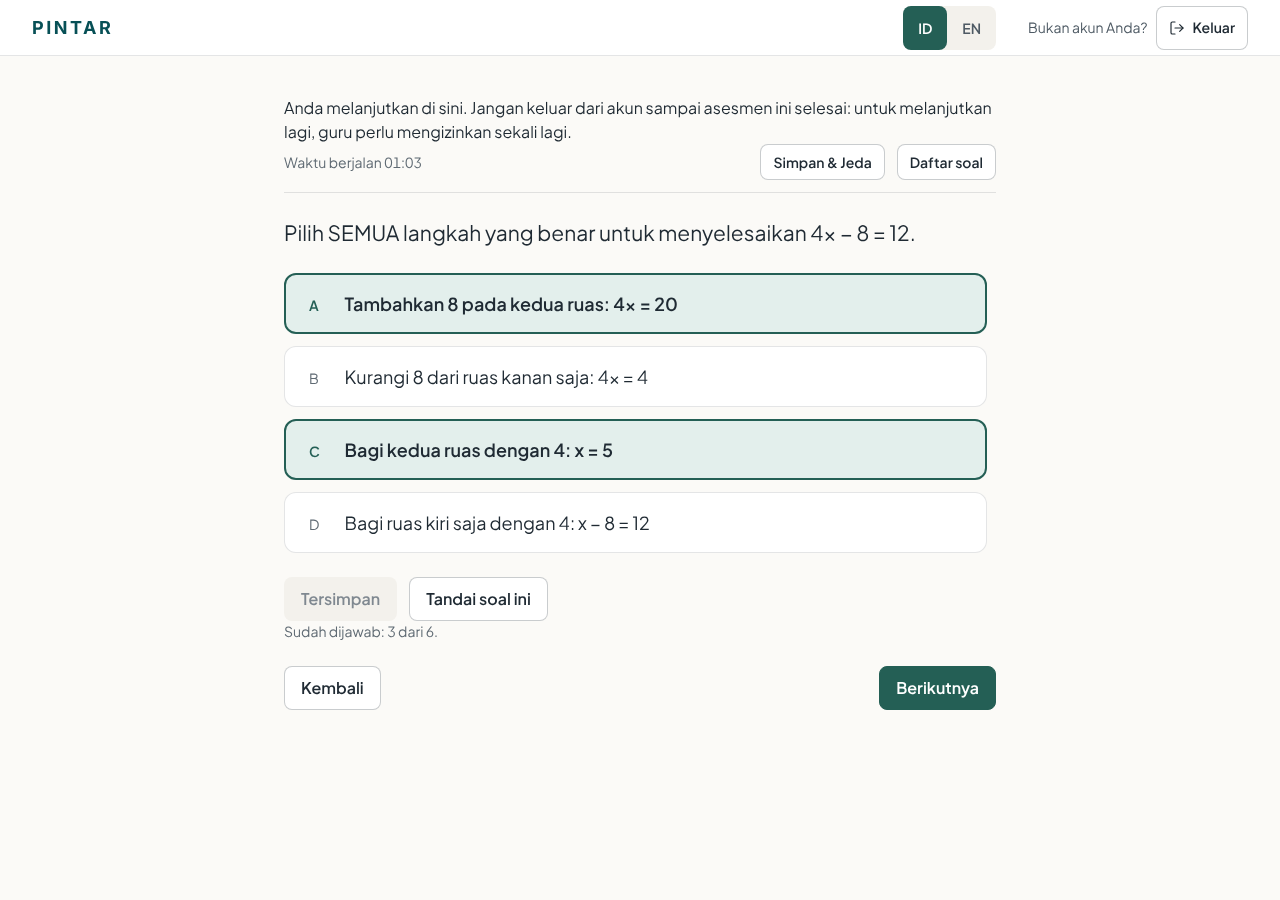 PINTAR
ID
EN
Bukan akun Anda?
Keluar
Anda melanjutkan di sini. Jangan keluar dari akun sampai asesmen ini selesai: untuk melanjutkan
lagi, guru perlu mengizinkan sekali lagi.
Waktu berjalan 01:03
Simpan & Jeda
Daftar soal
Pilih SEMUA langkah yang benar untuk menyelesaikan 4× − 8 = 12.
A Tambahkan 8 pada kedua ruas: 4× = 20
B Kurangi 8 dari ruas kanan saja: 4× = 4
C Bagi kedua ruas dengan 4: x = 5
D Bagi ruas kiri saja dengan 4: x − 8 = 12
Tersimpan
Tandai soal ini
Sudah dijawab: 3 dari 6.
Kembali
Berikutnya